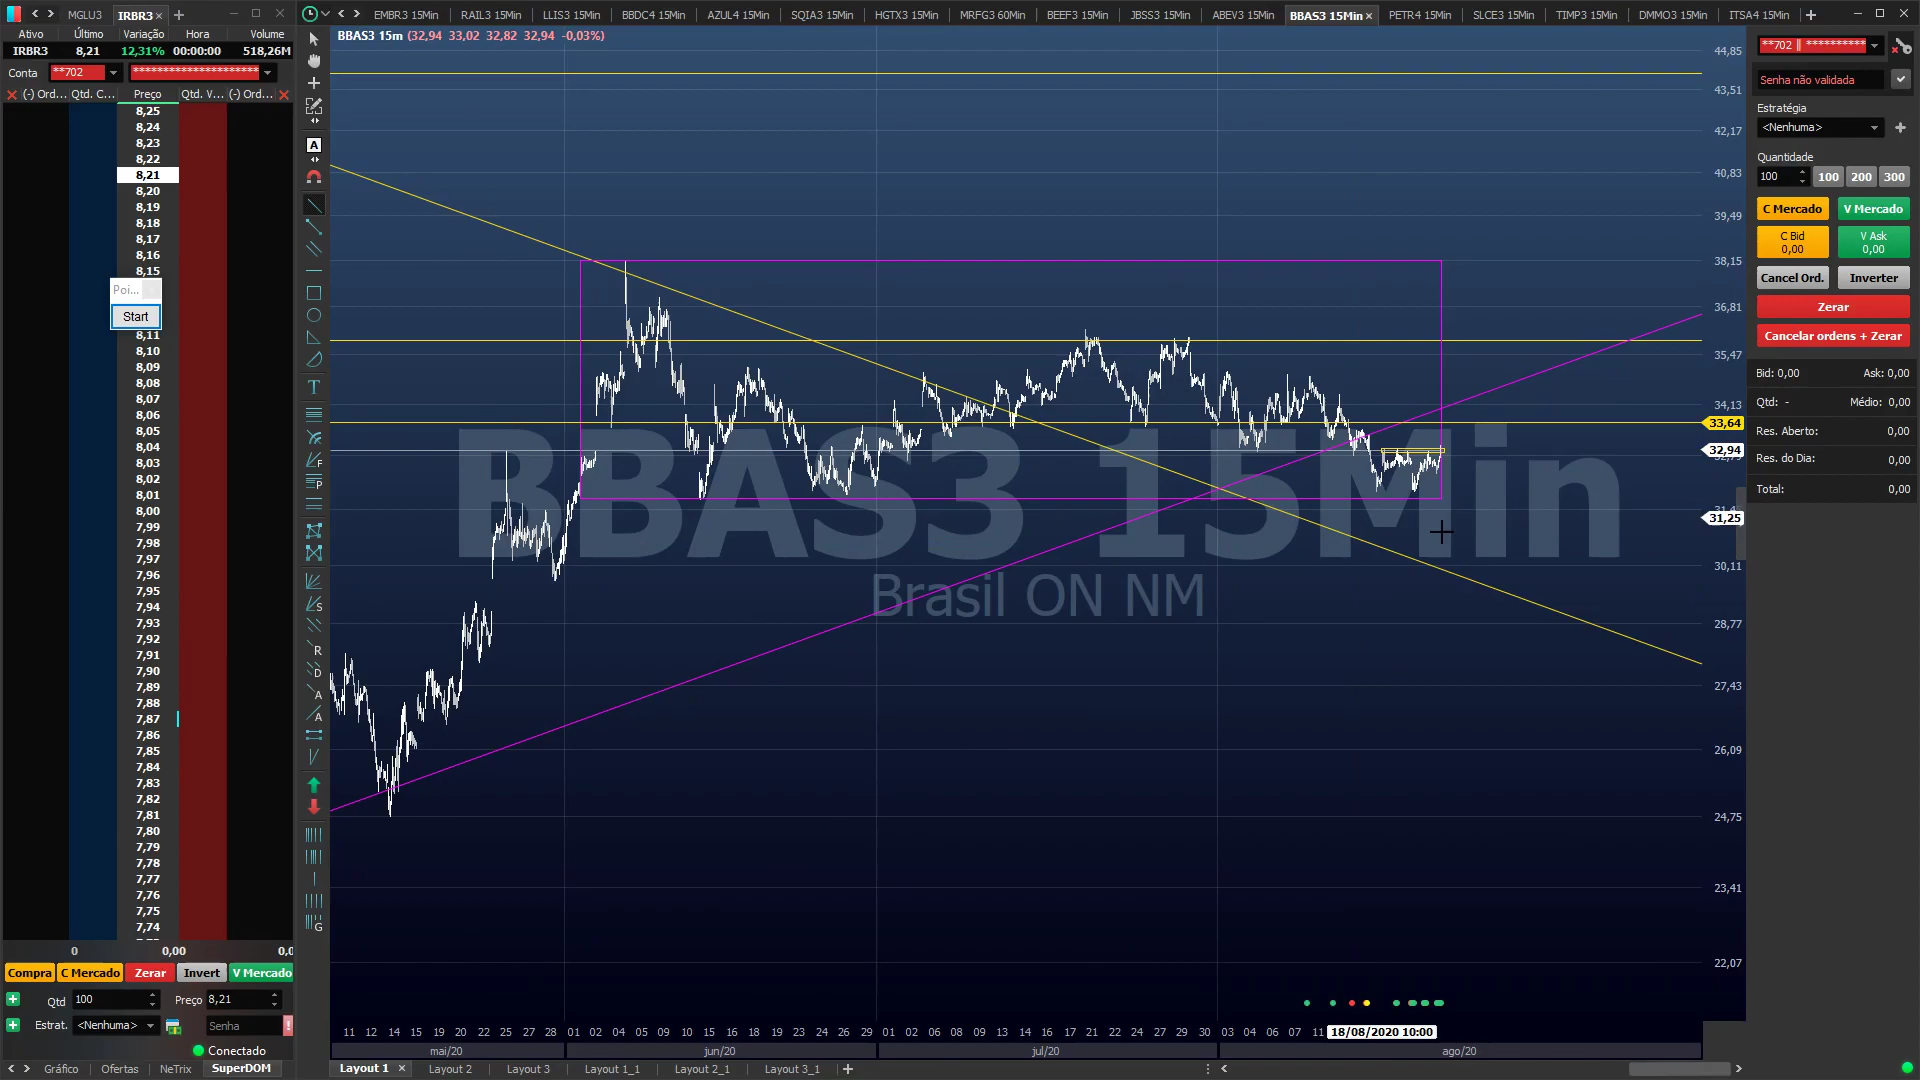 MGLU3 IRBR3
EMBR3 15Min RAIL3 15Min LLIS3 15Min BBDC4 15Min AZUL4 15Min SQIA3 15Min HGTX3 15Min MRFG3 60Min BEEF3 15Min JBSS3 15Min ABEV3 15Min BBAS3 15Min PETR4 15Min SLCE3 15Min TIMP3 15Min DMMO3 15Min ITSA4 15Min
Ativo Último Variação Hora Volume
IRBR3 8,21 12,31% 00:00:00 518,26M
Conta **702 *********************
(-) Ord... Qtd. C... Preço Qtd. V... (-) Ord...
8,25
8,24
8,23
8,22
8,21
8,20
8,19
8,18
8,17
8,16
8,15
Poi...
Start
8,11
8,10
8,09
8,08
8,07
8,06
8,05
8,04
8,03
8,02
8,01
8,00
7,99
7,98
7,97
7,96
7,95
7,94
7,93
7,92
7,91
7,90
7,89
7,88
7,87
7,86
7,85
7,84
7,83
7,82
7,81
7,80
7,79
7,78
7,77
7,76
7,75
7,74
0 0,00 0,0
Compra C Mercado Zerar Invert V Mercado
Qtd 100 Preço 8,21
Estrat. <Nenhuma> Senha
Conectado
Gráfico Ofertas NeTrix SuperDOM
BBAS3 15m (32,94 33,02 32,82 32,94 -0,03%)
BBAS3 15Min
Brasil ON NM
44,85
43,51
42,17
40,83
39,49
38,15
36,81
35,47
34,13
33,64
32,94
31,25
30,11
28,77
27,43
26,09
24,75
23,41
22,07
11 12 14 15 19 20 22 25 27 28 01 02 04 05 08 09 10 12 15 16 18 19 22 23 25 26 29 01 02 06 08 09 13 14 16 17 20 21 22 24 27 29 30 03 04 06 07 11 18/08/2020 10:00
mai/20 jun/20 jul/20 ago/20
Layout 1 Layout 2 Layout 3 Layout 1_1 Layout 2_1 Layout 3_1
**702 || **********
Senha não validada
Estratégia
<Nenhuma>
Quantidade
100 100 200 300
C Mercado V Mercado
C Bid
0,00
V Ask
0,00
Cancel Ord. Inverter
Zerar
Cancelar ordens + Zerar
Bid: 0,00 Ask: 0,00
Qtd: - Médio: 0,00
Res. Aberto: 0,00
Res. do Dia: 0,00
Total: 0,00